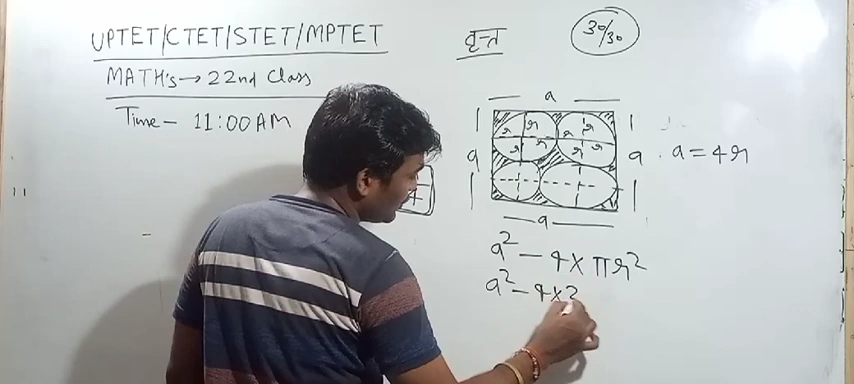 UPTET/CTET/STET/MPTET
MATH's → 22nd Class
Time - 11:00 AM
वृत्त
30/30
a
r r r r
a a
r r r r
a
a = 4r
a² - 4 × πr²
a² - 4×2